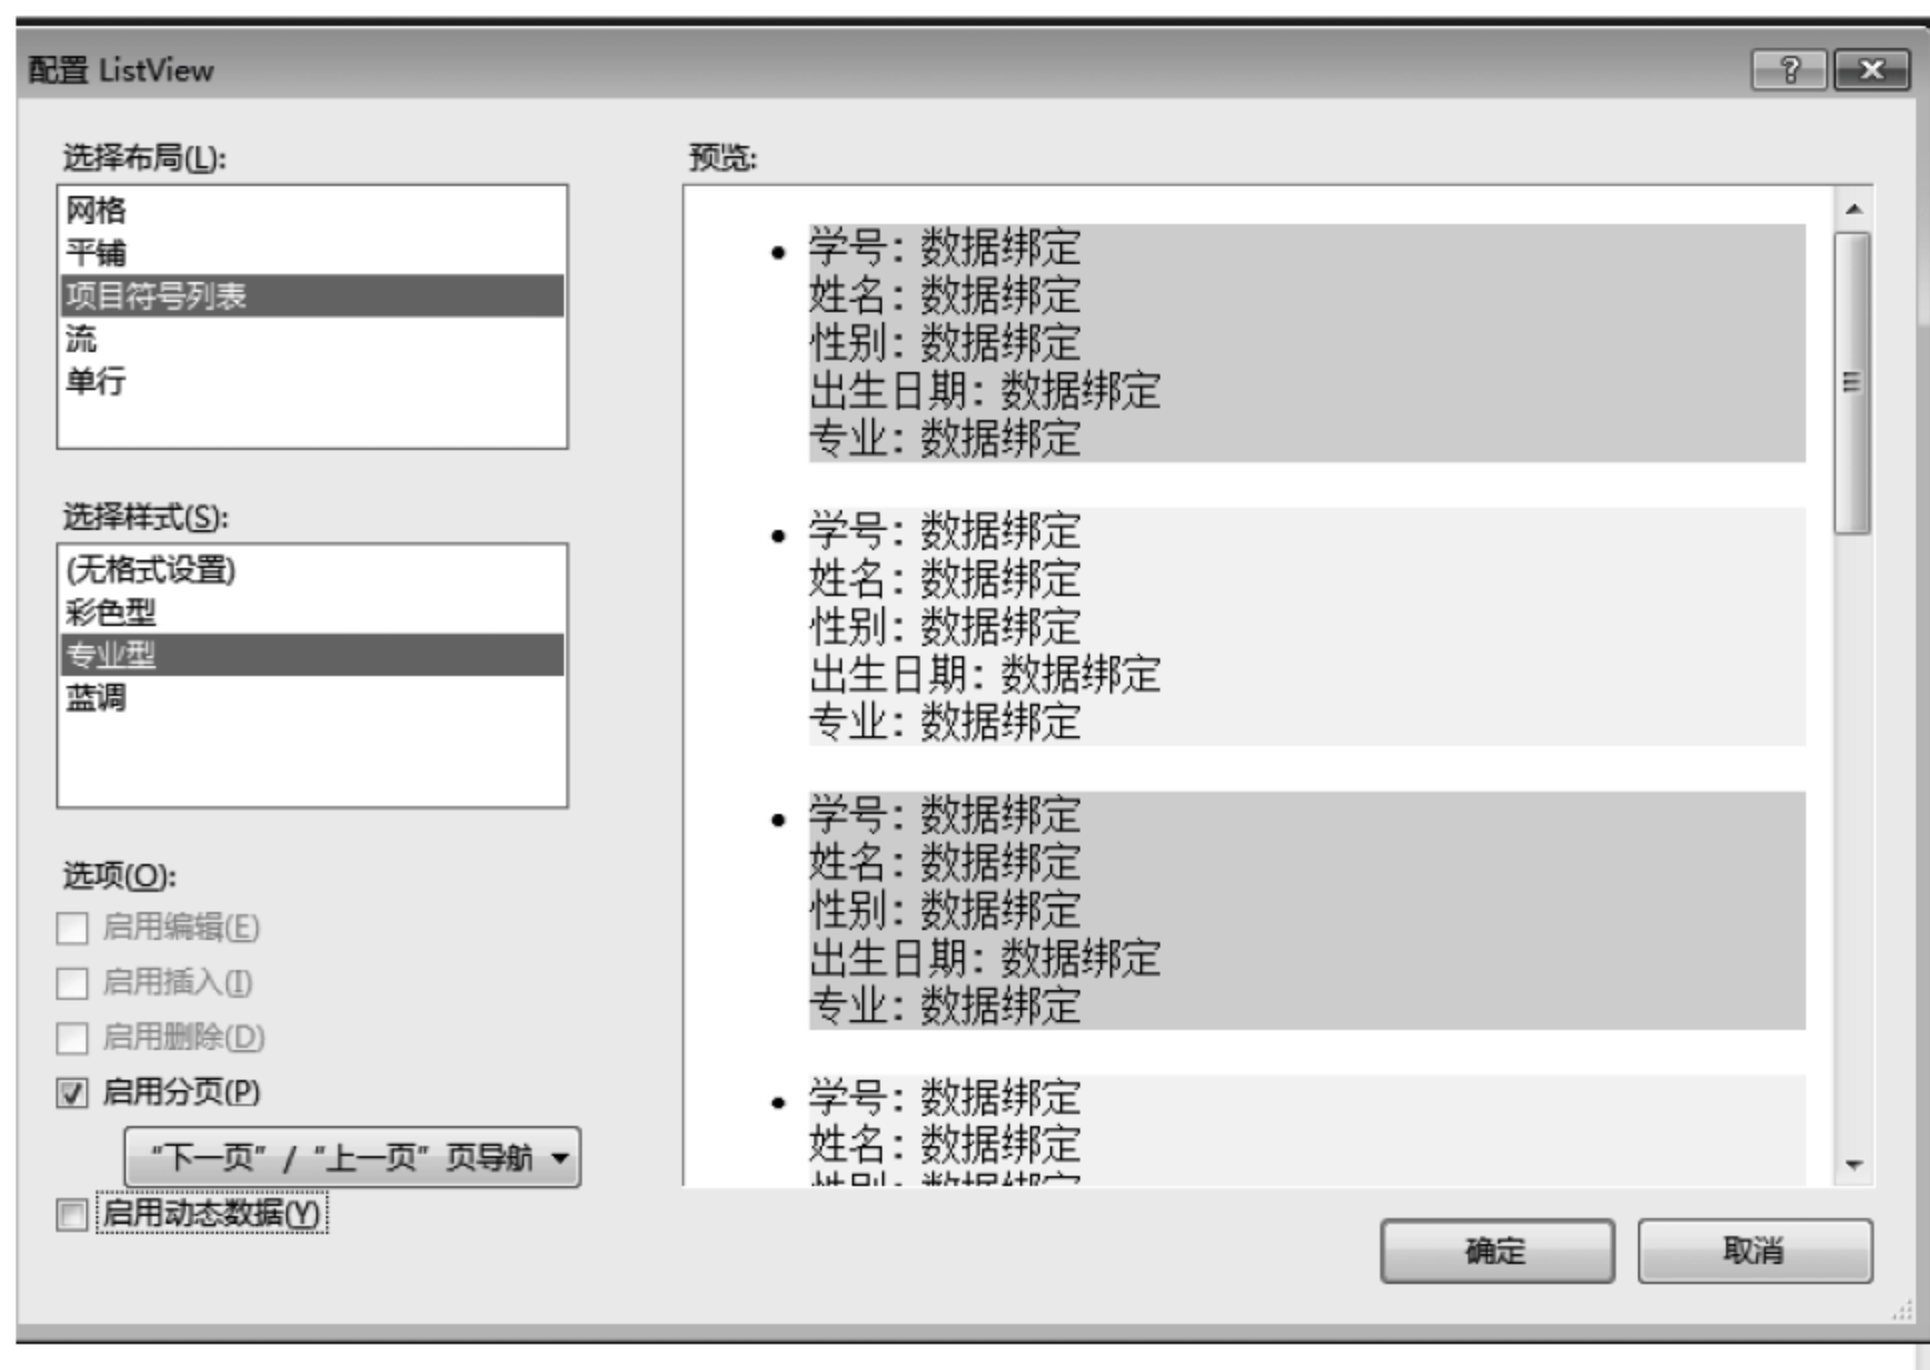 配置 ListView
选择布局(L):
网格
平铺
项目符号列表
流
单行
选择样式(S):
(无格式设置)
彩色型
专业型
蓝调
选项(O):
启用编辑(E)
启用插入(I)
启用删除(D)
启用分页(P)
"下一页" / "上一页" 页导航
启用动态数据(Y)
预览:
• 学号: 数据绑定
姓名: 数据绑定
性别: 数据绑定
出生日期: 数据绑定
专业: 数据绑定
• 学号: 数据绑定
姓名: 数据绑定
性别: 数据绑定
出生日期: 数据绑定
专业: 数据绑定
• 学号: 数据绑定
姓名: 数据绑定
性别: 数据绑定
出生日期: 数据绑定
专业: 数据绑定
• 学号: 数据绑定
姓名: 数据绑定
性别: 数据绑定
确定
取消